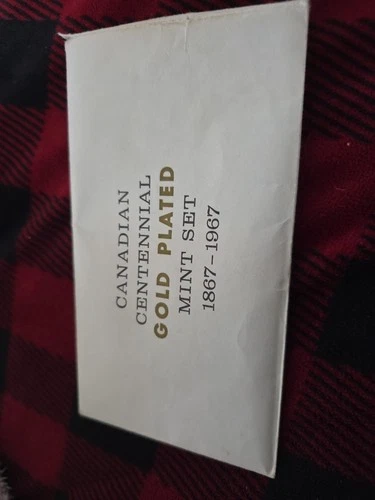 CANADIAN
CENTENNIAL
GOLD PLATED
MINT SET
1867-1967